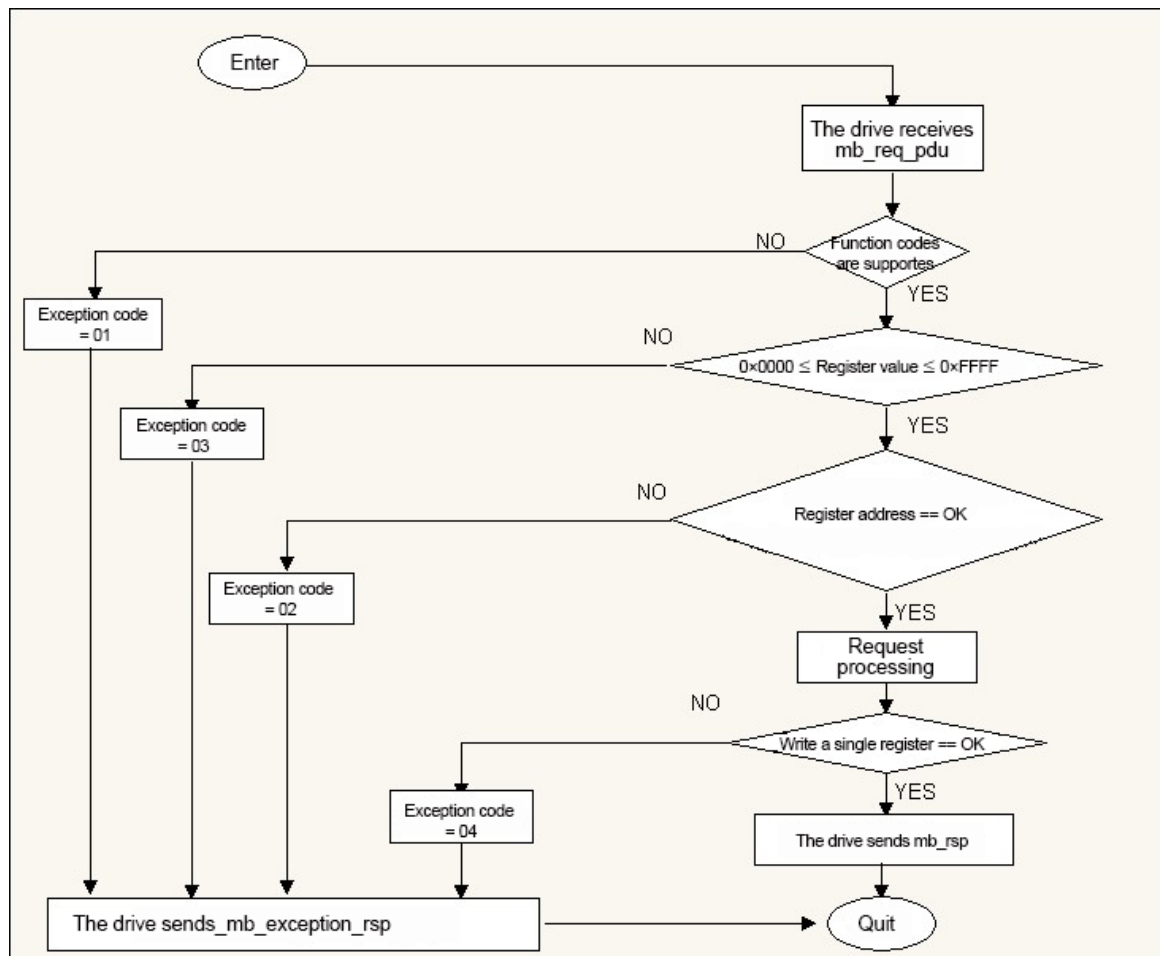 Enter
The drive receives
mb_req_pdu
NO
Function codes
are supportes
YES
Exception code
= 01
NO
0×0000 ≤ Register value ≤ 0×FFFF
Exception code
= 03
YES
NO
Register address == OK
Exception code
= 02
YES
Request
processing
NO
Write a single register == OK
YES
Exception code
= 04
The drive sends mb_rsp
The drive sends_mb_exception_rsp
Quit